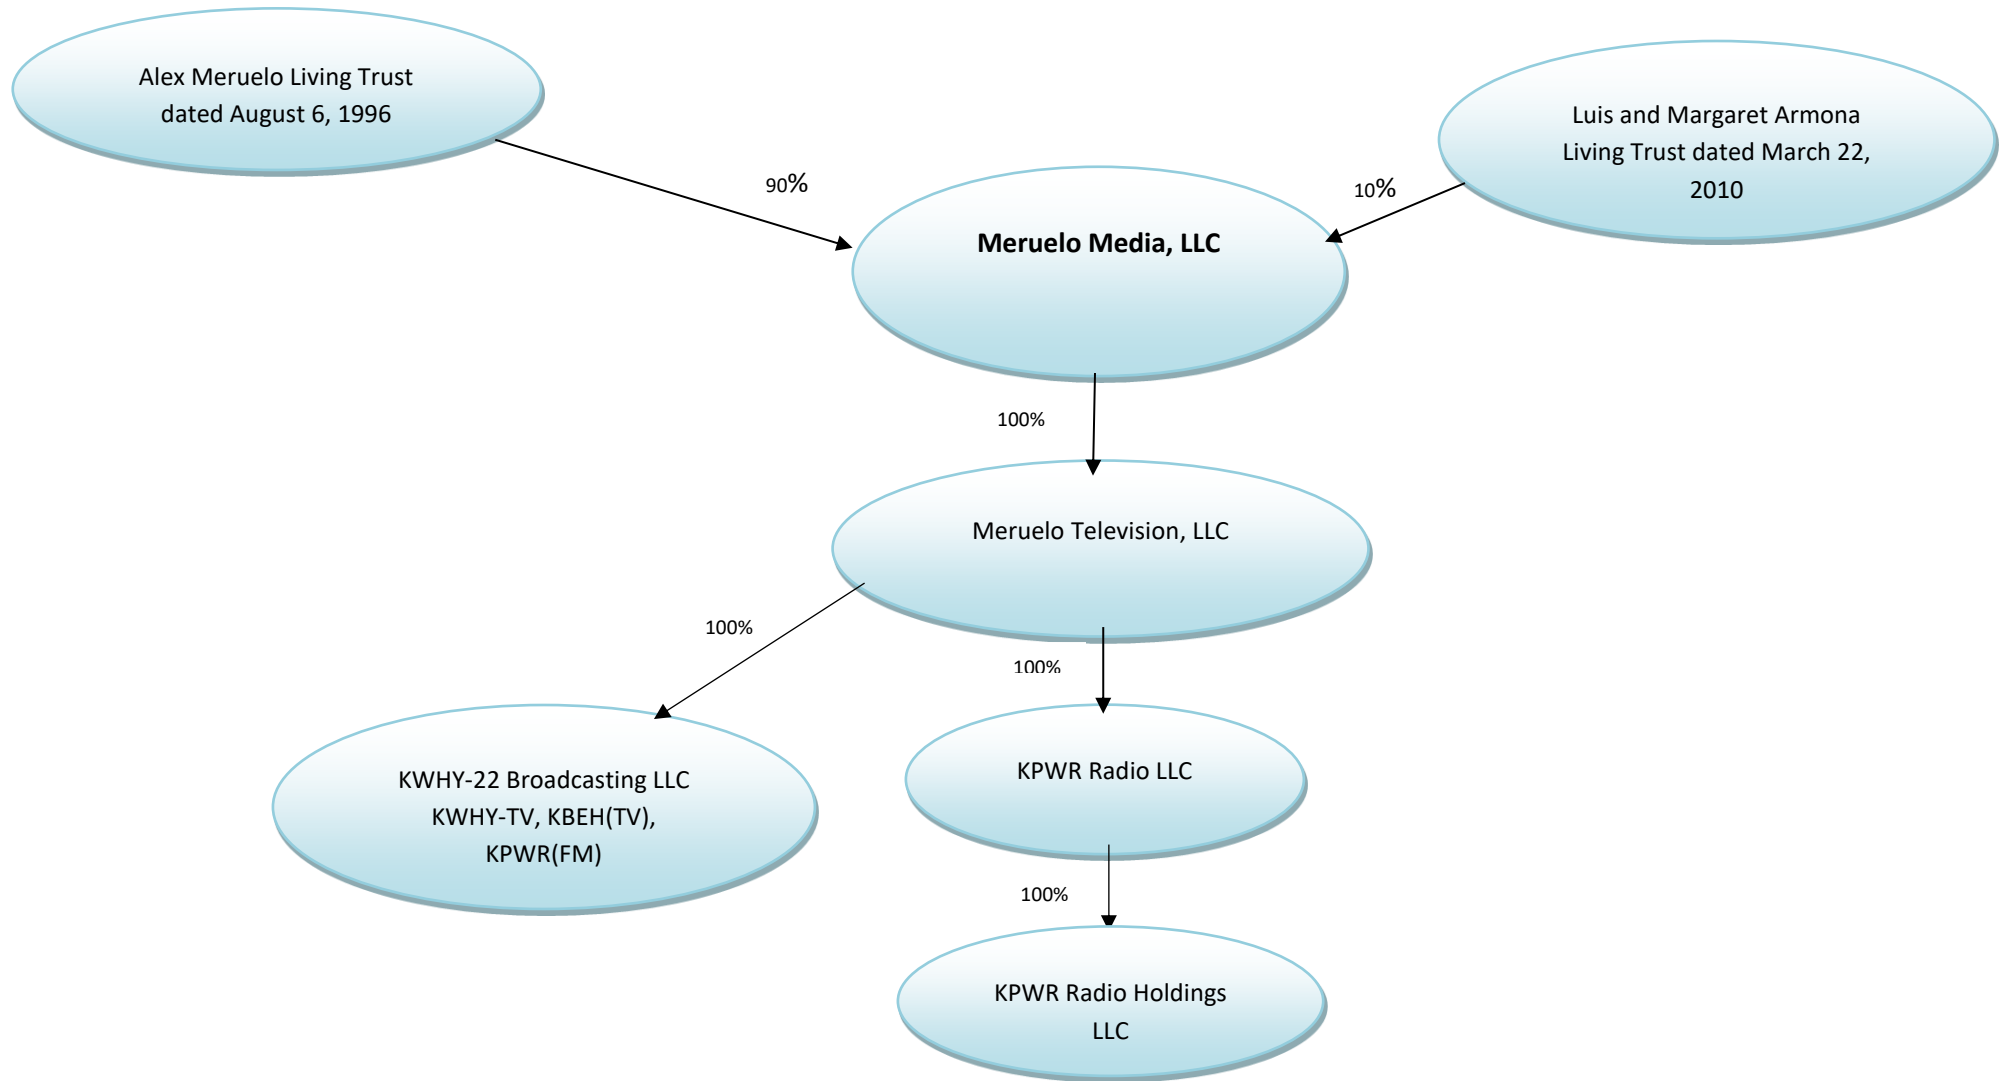 Alex Meruelo Living Trust
dated August 6, 1996
Luis and Margaret Armona
Living Trust dated March 22,
2010
90%
10%
Meruelo Media, LLC
100%
Meruelo Television, LLC
100%
100%
KWHY-22 Broadcasting LLC
KWHY-TV, KBEH(TV),
KPWR(FM)
KPWR Radio LLC
100%
KPWR Radio Holdings
LLC